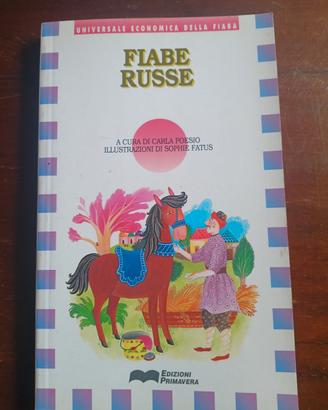 UNIVERSALE ECONOMICA DELLA FIABA
FIABE
RUSSE
A CURA DI CARLA POESIO
ILLUSTRAZIONI DI SOPHIE FATUS
EDIZIONI
PRIMAVERA